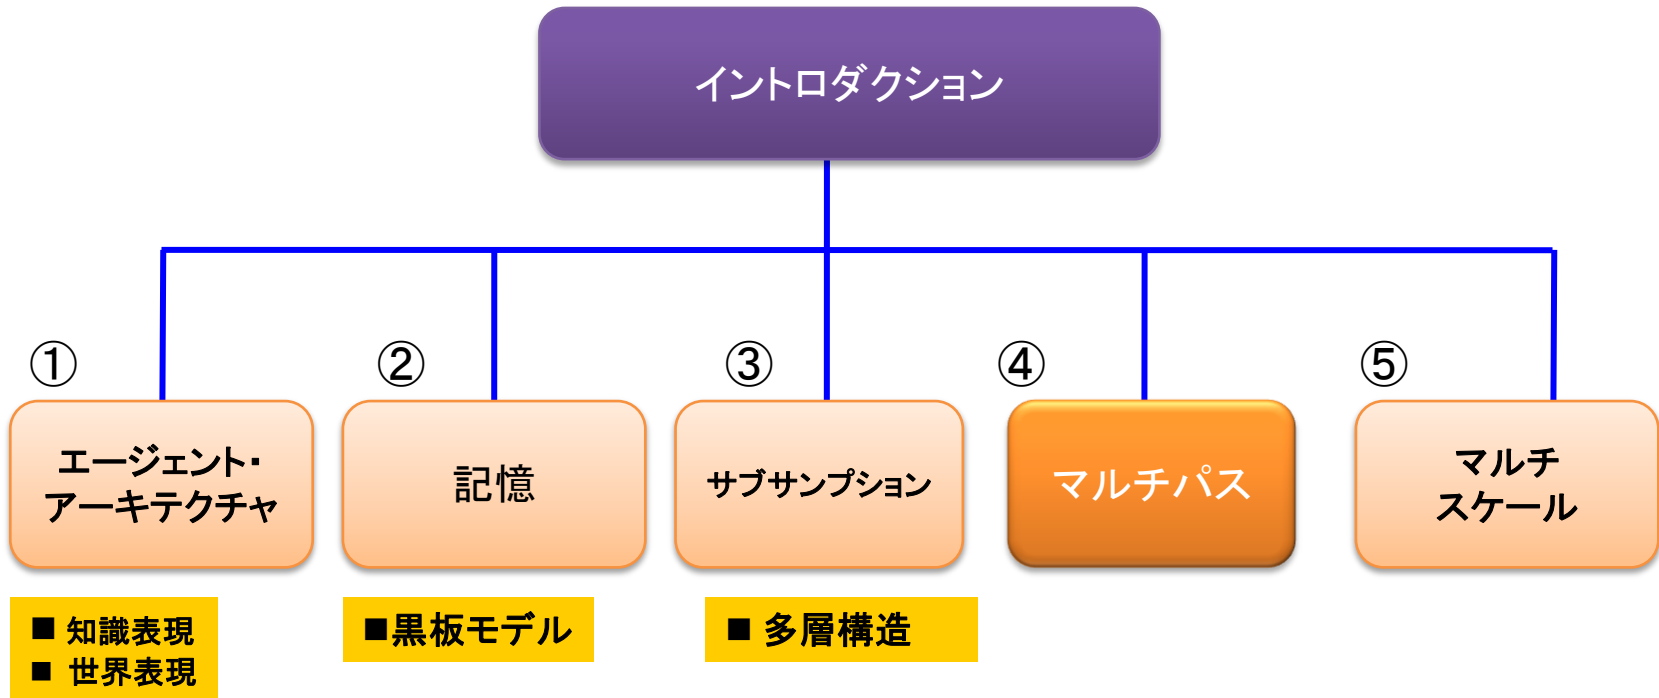 イントロダクション
①
②
③
④
⑤
エージェント・
アーキテクチャ
記憶
サブサンプション
マルチパス
マルチ
スケール
■ 知識表現
■ 世界表現
■黒板モデル
■ 多層構造